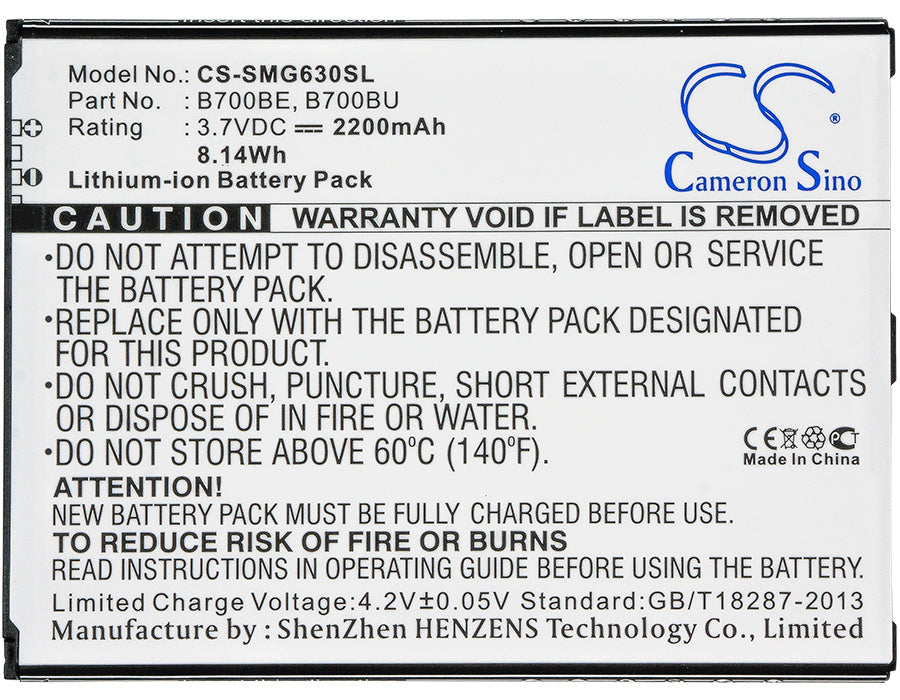 Model No.: CS-SMG630SL
Part No. : B700BE, B700BU
Rating : 3.7VDC ⎓ 2200mAh
8.14Wh
Lithium-ion Battery Pack
CS ®
Cameron Sino
CAUTION WARRANTY VOID IF LABEL IS REMOVED
•DO NOT ATTEMPT TO DISASSEMBLE, OPEN OR SERVICE
THE BATTERY PACK.
•REPLACE ONLY WITH THE BATTERY PACK DESIGNATED
FOR THIS PRODUCT.
•DO NOT CRUSH, PUNCTURE, SHORT EXTERNAL CONTACTS
OR DISPOSE OF IN FIRE OR WATER.
•DO NOT STORE ABOVE 60°C (140°F).
CE PCT
Made In China
ATTENTION!
NEW BATTERY PACK MUST BE FULLY CHARGED BEFORE USE.
TO REDUCE RISK OF FIRE OR BURNS
READ INSTRUCTIONS IN OPERATING GUIDE BEFORE USING THE BATTERY.
Limited Charge Voltage:4.2V±0.05V Standard:GB/T18287-2013
Manufacture by : ShenZhen HENZENS Technology Co., Limited